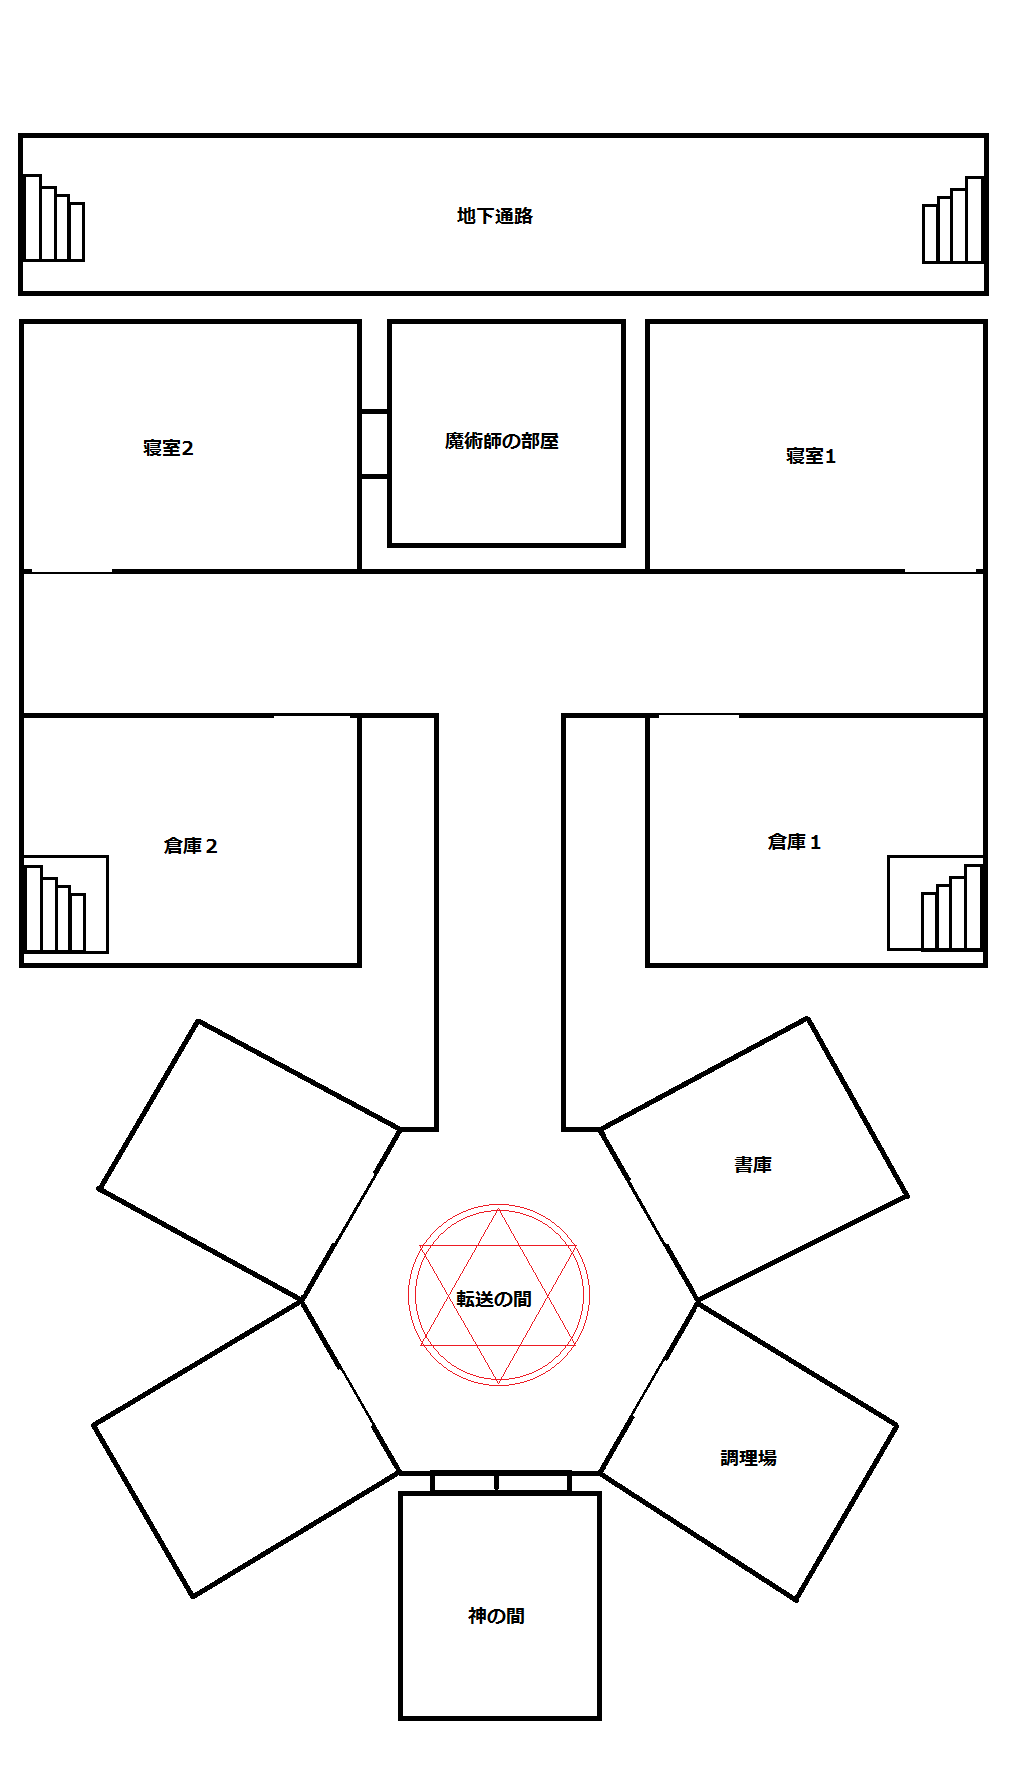 地下通路
寝室2
魔術師の部屋
寝室1
倉庫２
倉庫１
書庫
転送の間
調理場
神の間